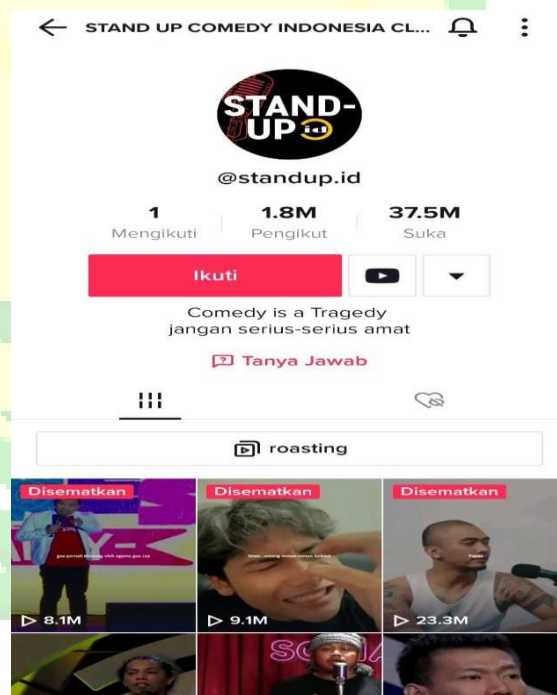 STAND UP COMEDY INDONESIA CL...
STAND-
UP id
@standup.id
1 1.8M 37.5M
Mengikuti Pengikut Suka
Ikuti
Comedy is a Tragedy
jangan serius-serius amat
Tanya Jawab
roasting
Disematkan Disematkan Disematkan
8.1M 9.1M 23.3M